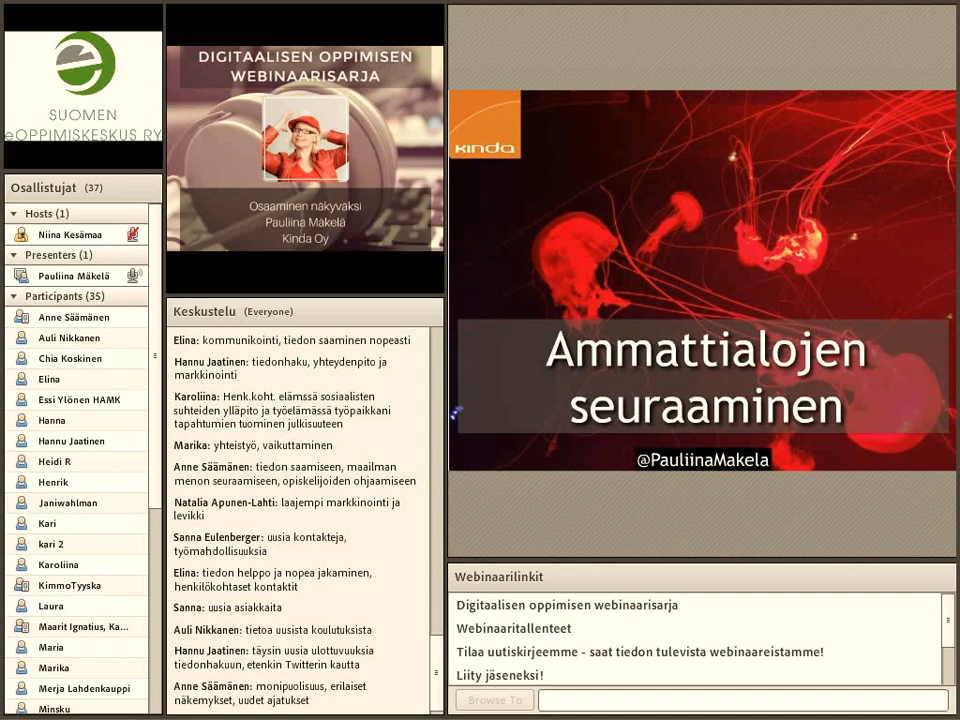 SUOMEN
eOPPIMISKESKUS RY
Osallistujat (37)
Hosts (1)
Niina Kesämaa
Presenters (1)
Pauliina Mäkelä
Participants (35)
Anne Säämänen
Auli Nikkanen
Chia Koskinen
Elina
Essi Ylönen HAMK
Hanna
Hannu Jaatinen
Heidi R
Henrik
Janiwahlman
Kari
kari 2
Karoliina
KimmoTyyska
Laura
Maarit Ignatius, Ka...
Maria
Marika
Merja Lahdenkauppi
Minsku
DIGITAALISEN OPPIMISEN
WEBINAARISARJA
Osaaminen näkyväksi
Pauliina Mäkelä
Kinda Oy
Keskustelu (Everyone)
Elina: kommunikointi, tiedon saaminen nopeasti
Hannu Jaatinen: tiedonhaku, yhteydenpito ja
markkinointi
Karoliina: Henk.koht. elämssä sosiaalisten
suhteiden ylläpito ja työelämässä työpaikkani
tapahtumien tuominen julkisuuteen
Marika: yhteistyö, vaikuttaminen
Anne Säämänen: tiedon saamiseen, maailman
menon seuraamiseen, opiskelijoiden ohjaamiseen
Natalia Apunen-Lahti: laajempi markkinointi ja
levikki
Sanna Eulenberger: uusia kontakteja,
työmahdollisuuksia
Elina: tiedon helppo ja nopea jakaminen,
henkilökohtaset kontaktit
Sanna: uusia asiakkaita
Auli Nikkanen: tietoa uusista koulutuksista
Hannu Jaatinen: täysin uusia ulottuvuuksia
tiedonhakuun, etenkin Twitterin kautta
Anne Säämänen: monipuolisuus, erilaiset
näkemykset, uudet ajatukset
kinda
Ammattialojen
seuraaminen
@PauliinaMakela
Webinaarilinkit
Digitaalisen oppimisen webinaarisarja
Webinaaritallenteet
Tilaa uutiskirjeemme - saat tiedon tulevista webinaareistamme!
Liity jäseneksi!
Browse To